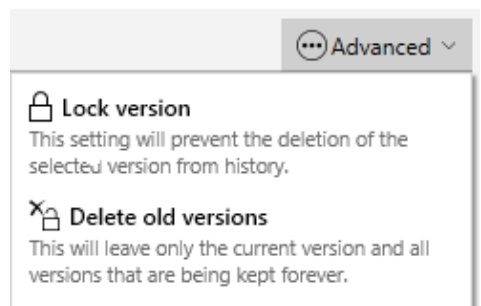 Advanced
Lock version
This setting will prevent the deletion of the
selected version from history.
Delete old versions
This will leave only the current version and all
versions that are being kept forever.